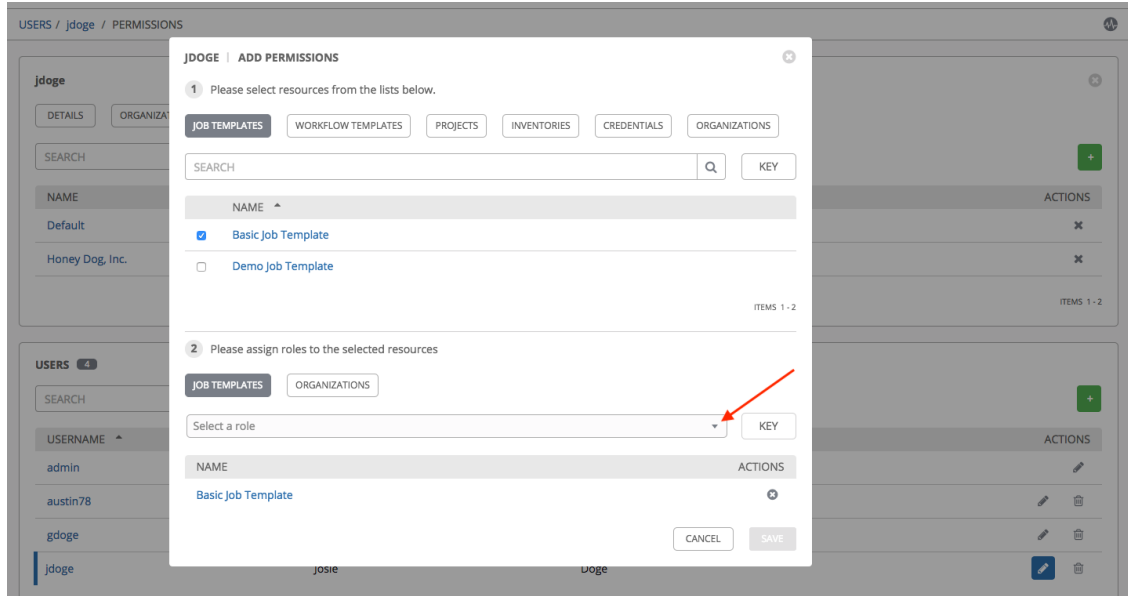 USERS / jdoge / PERMISSIONS
JDOGE | ADD PERMISSIONS
1 Please select resources from the lists below.
JOB TEMPLATES WORKFLOW TEMPLATES PROJECTS INVENTORIES CREDENTIALS ORGANIZATIONS
SEARCH KEY
NAME
Basic Job Template
Demo Job Template
ITEMS 1 - 2
2 Please assign roles to the selected resources
JOB TEMPLATES ORGANIZATIONS
Select a role KEY
NAME ACTIONS
Basic Job Template
CANCEL SAVE
jdoge
DETAILS
SEARCH +
NAME ACTIONS
Default
Honey Dog, Inc.
ITEMS 1 - 2
USERS 4
SEARCH +
USERNAME ACTIONS
admin
austin78
gdoge
jdoge Josie Doge